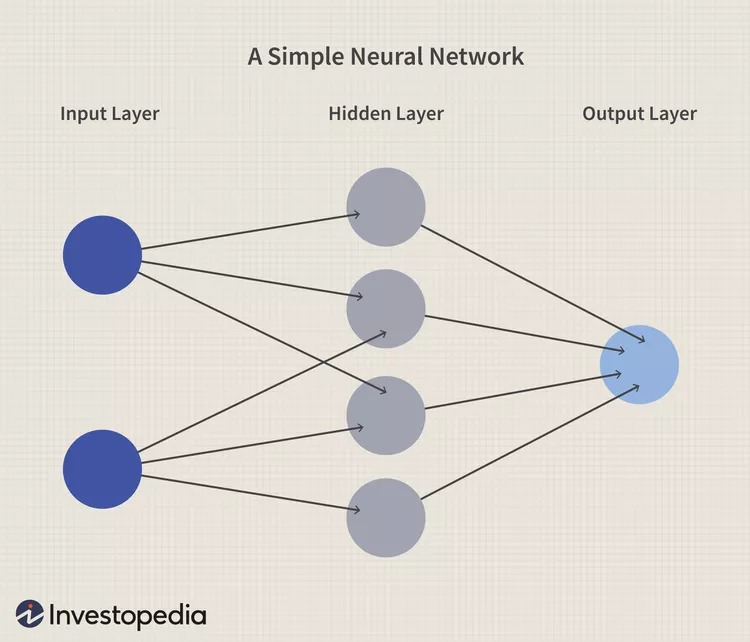 A Simple Neural Network
Input Layer
Hidden Layer
Output Layer
Investopedia